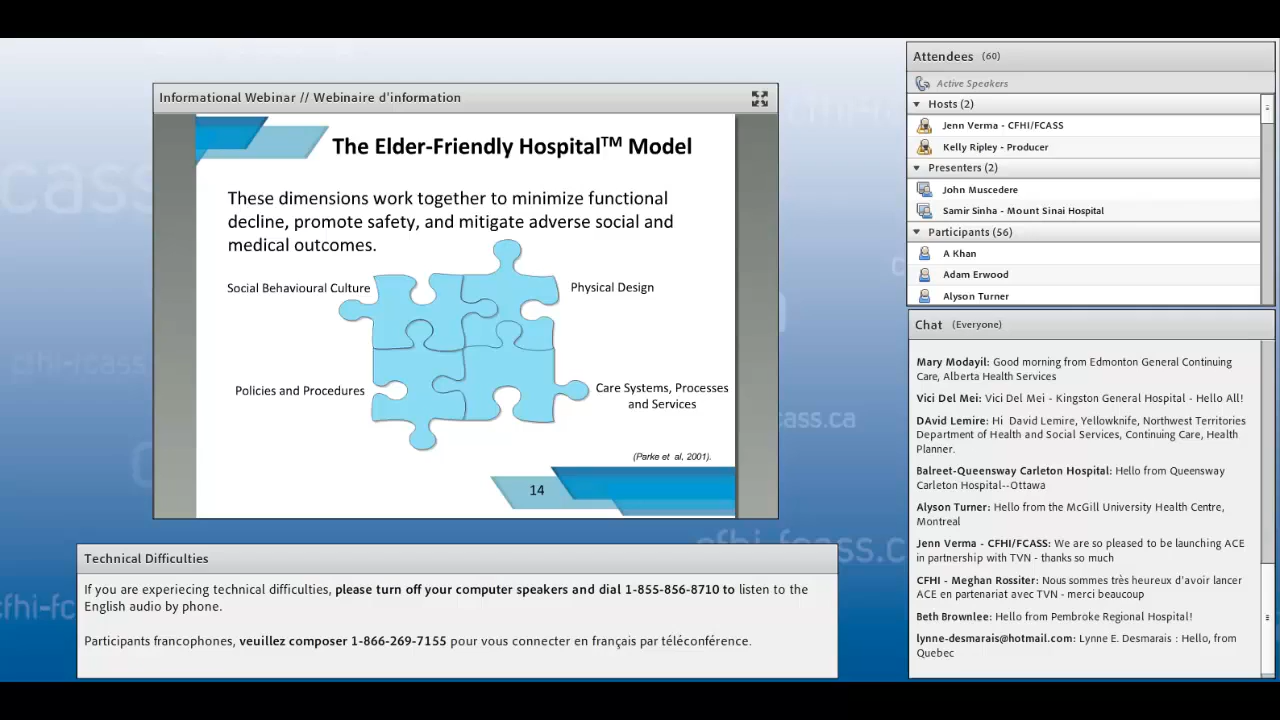 Informational Webinar // Webinaire d'information
The Elder-Friendly Hospital™ Model
These dimensions work together to minimize functional
decline, promote safety, and mitigate adverse social and
medical outcomes.
Social Behavioural Culture
Physical Design
Policies and Procedures
Care Systems, Processes
and Services
(Parke et al, 2001).
14
Technical Difficulties
If you are experiecing technical difficulties, please turn off your computer speakers and dial 1-855-856-8710 to listen to the
English audio by phone.
Participants francophones, veuillez composer 1-866-269-7155 pour vous connecter en français par téléconférence.
Attendees (60)
Active Speakers
Hosts (2)
Jenn Verma - CFHI/FCASS
Kelly Ripley - Producer
Presenters (2)
John Muscedere
Samir Sinha - Mount Sinai Hospital
Participants (56)
A Khan
Adam Erwood
Alyson Turner
Chat (Everyone)
Mary Modayil: Good morning from Edmonton General Continuing
Care, Alberta Health Services
Vici Del Mei: Vici Del Mei - Kingston General Hospital - Hello All!
DAvid Lemire: Hi David Lemire, Yellowknife, Northwest Territories
Department of Health and Social Services, Continuing Care, Health
Planner.
Balreet-Queensway Carleton Hospital: Hello from Queensway
Carleton Hospital--Ottawa
Alyson Turner: Hello from the McGill University Health Centre,
Montreal
Jenn Verma - CFHI/FCASS: We are so pleased to be launching ACE
in partnership with TVN - thanks so much
CFHI - Meghan Rossiter: Nous sommes très heureux d'avoir lancer
ACE en partenariat avec TVN - merci beaucoup
Beth Brownlee: Hello from Pembroke Regional Hospital!
lynne-desmarais@hotmail.com: Lynne E. Desmarais : Hello, from
Quebec
cass
cfhi-fcass
cass.ca
cfhi-fcass.c
cfhi-fc